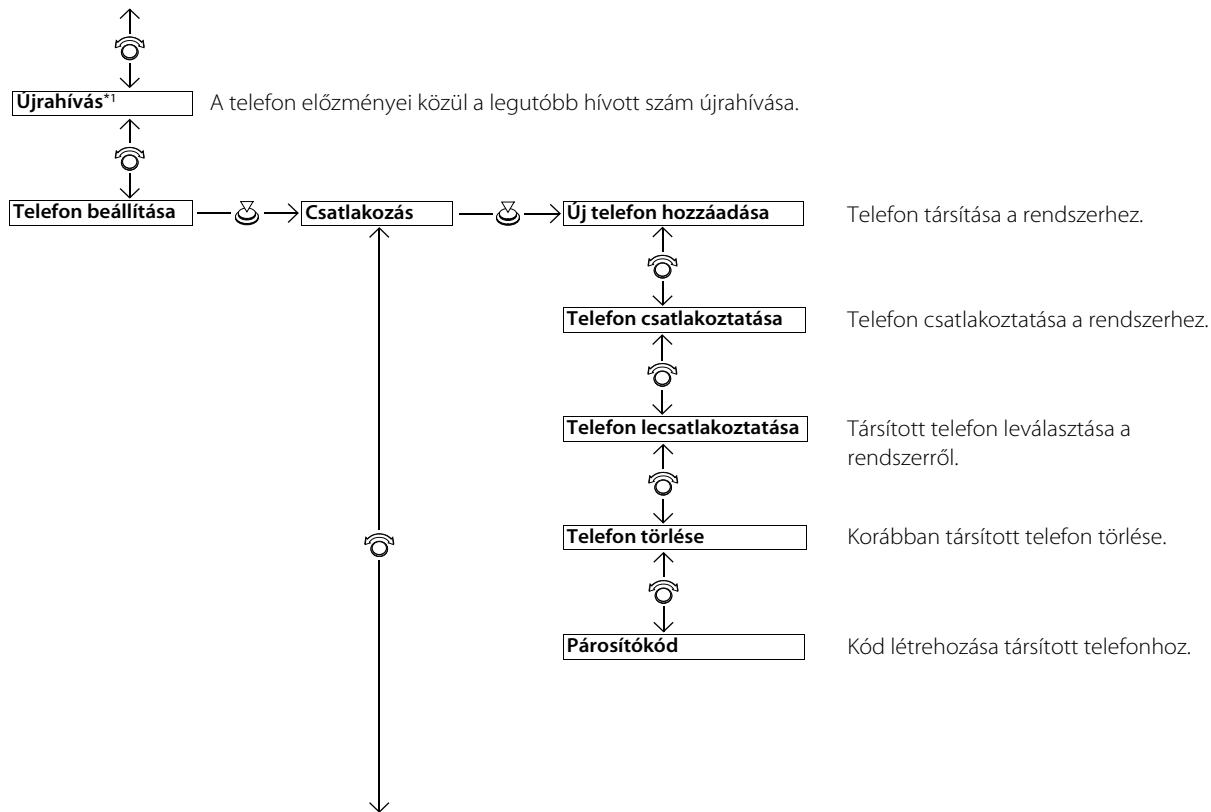 Újrahívás*1 A telefon előzményei közül a legutóbb hívott szám újrahívása.
Telefon beállítása Csatlakozás Új telefon hozzáadása Telefon társítása a rendszerhez.
Telefon csatlakoztatása Telefon csatlakoztatása a rendszerhez.
Telefon lecsatlakoztatása Társított telefon leválasztása a
rendszerről.
Telefon törlése Korábban társított telefon törlése.
Párosítókód Kód létrehozása társított telefonhoz.